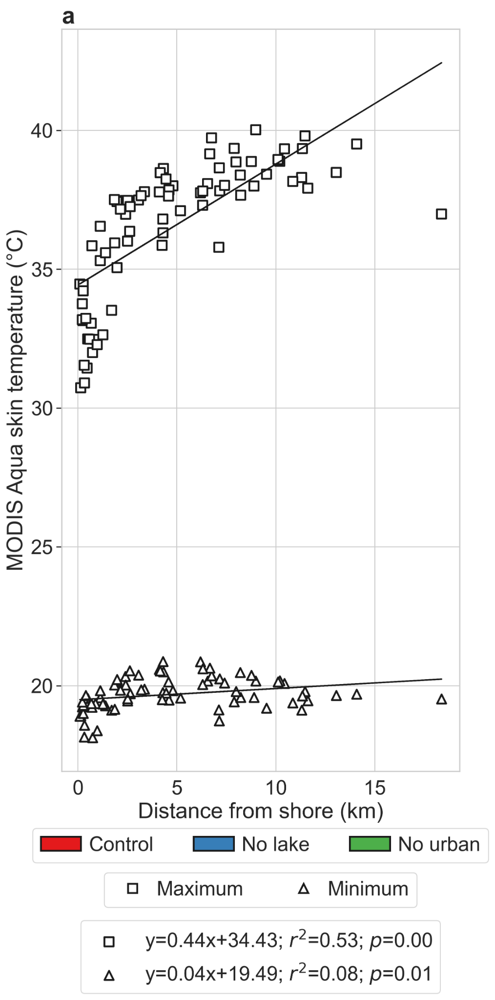 a
40
35
30
25
20
MODIS Aqua skin temperature (°C)
0 5 10 15
Distance from shore (km)
Control No lake No urban
Maximum Minimum
y=0.44x+34.43; r²=0.53; p=0.00
y=0.04x+19.49; r²=0.08; p=0.01